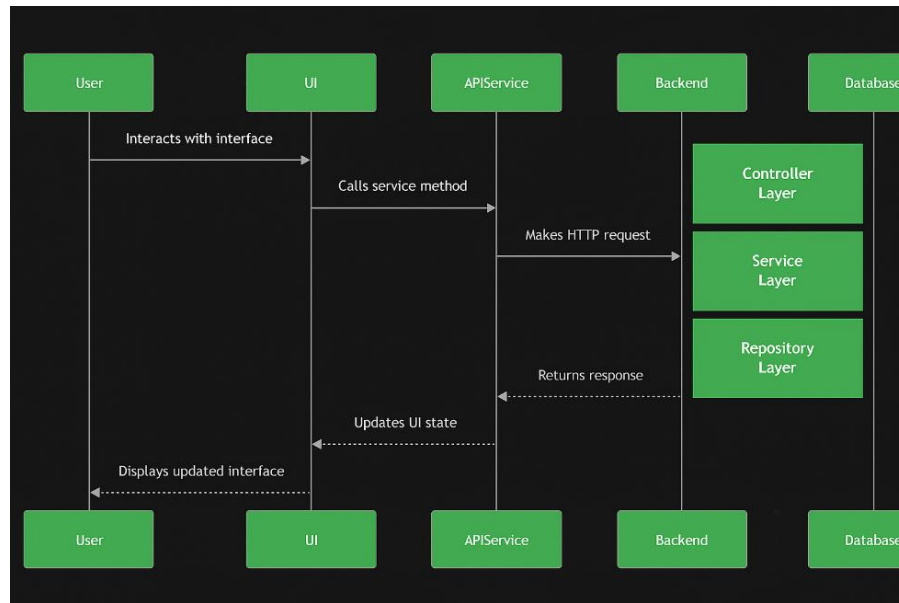 User
UI
APIService
Backend
Database
Interacts with interface
Controller
Layer
Calls service method
Makes HTTP request
Service
Layer
Repository
Layer
Returns response
Updates UI state
Displays updated interface
User
UI
APIService
Backend
Database